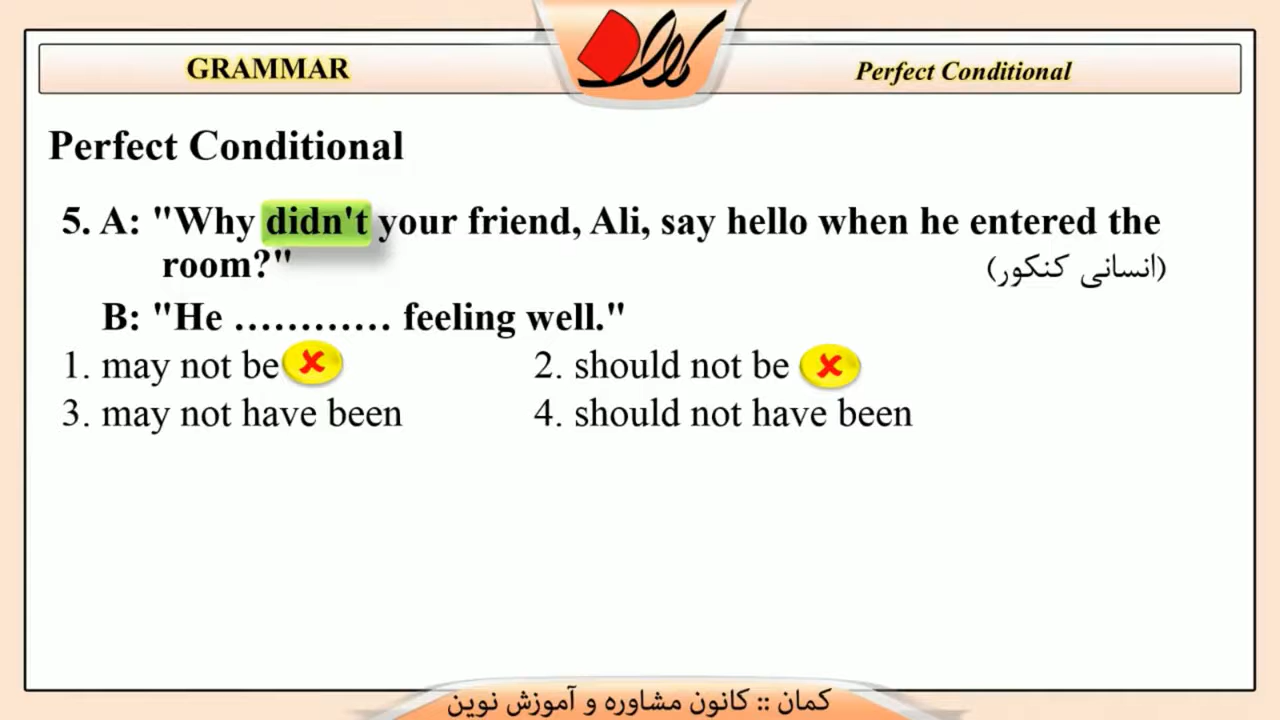 GRAMMAR
کمان
Perfect Conditional
Perfect Conditional
5. A: "Why didn't your friend, Ali, say hello when he entered the
room?"
(انسانی کنکور)
B: "He ………… feeling well."
1. may not be
2. should not be
3. may not have been
4. should not have been
کمان :: کانون مشاوره و آموزش نوین